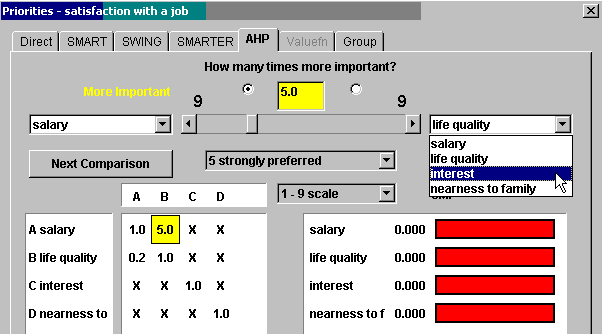 Priorities - satisfaction with a job
Direct SMART SWING SMARTER AHP Valuefn Group
How many times more important?
More Important 9 5.0 9
salary life quality
salary
life quality
interest
nearness to family
Next Comparison 5 strongly preferred
1 - 9 scale
A B C D
A salary 1.0 5.0 X X
B life quality 0.2 1.0 X X
C interest X X 1.0 X
D nearness to X X X 1.0
salary 0.000
life quality 0.000
interest 0.000
nearness to f 0.000